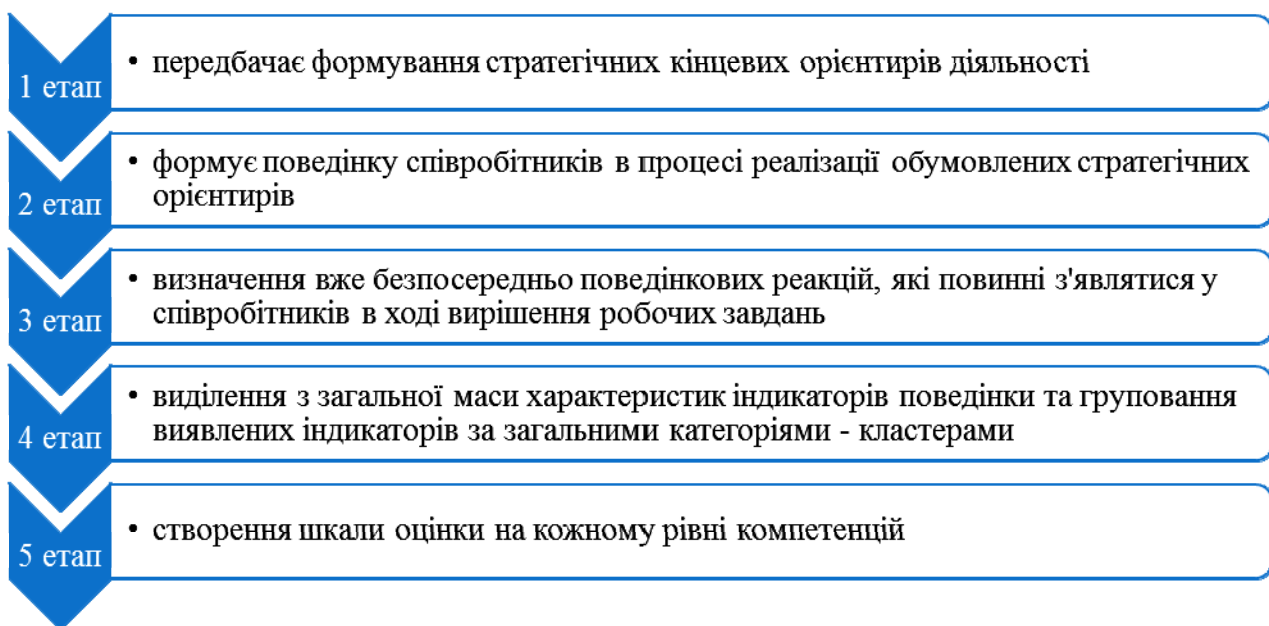 1 етап
• передбачає формування стратегічних кінцевих орієнтирів діяльності
2 етап
• формує поведінку співробітників в процесі реалізації обумовлених стратегічних
орієнтирів
3 етап
• визначення вже безпосередньо поведінкових реакцій, які повинні з'являтися у
співробітників в ході вирішення робочих завдань
4 етап
• виділення з загальної маси характеристик індикаторів поведінки та груповання
виявлених індикаторів за загальними категоріями - кластерами
5 етап
• створення шкали оцінки на кожному рівні компетенцій